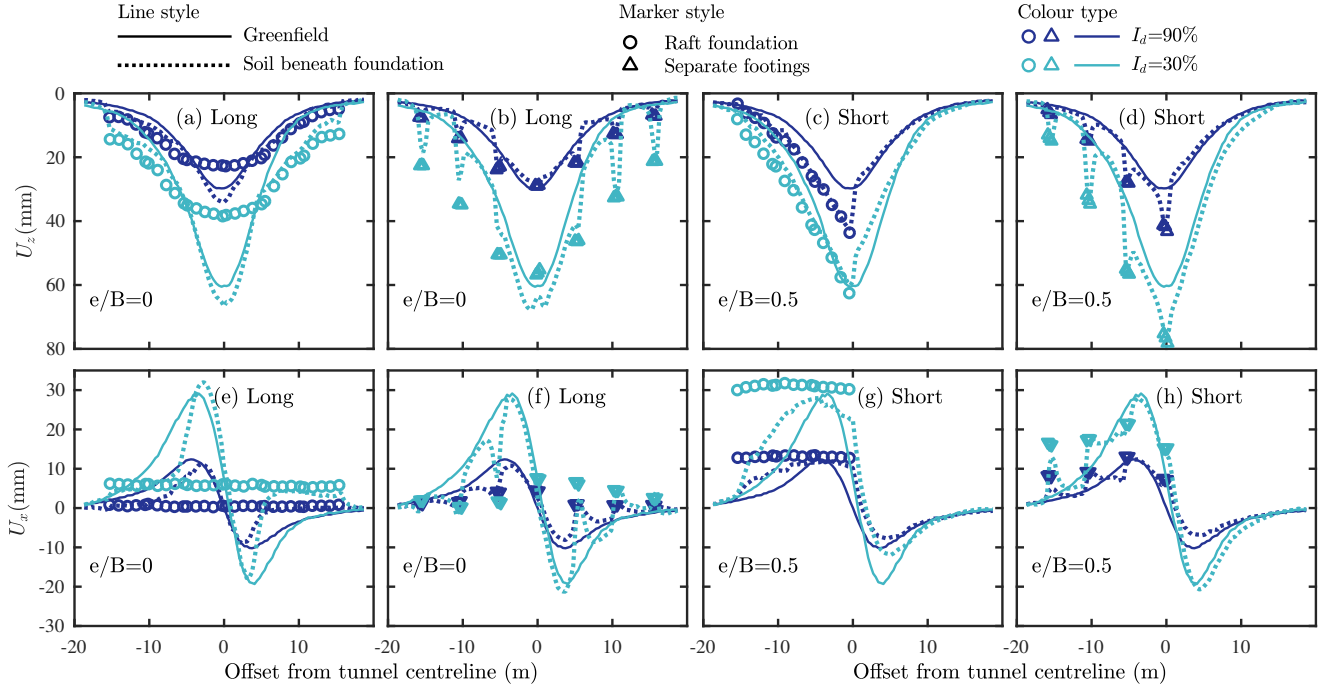 Line style
Marker style
Colour type
Greenfield
Raft foundation
I_d=90%
Soil beneath foundation
Separate footings
I_d=30%
0
20
40
60
80
U_z(mm)
(a) Long
e/B=0
(b) Long
e/B=0
(c) Short
e/B=0.5
(d) Short
e/B=0.5
30
20
10
0
-10
-20
-30
U_x(mm)
(e) Long
e/B=0
(f) Long
e/B=0
(g) Short
e/B=0.5
(h) Short
e/B=0.5
-20 -10 0 10 -20 -10 0 10 -20 -10 0 10 -20 -10 0 10
Offset from tunnel centreline (m)
Offset from tunnel centreline (m)